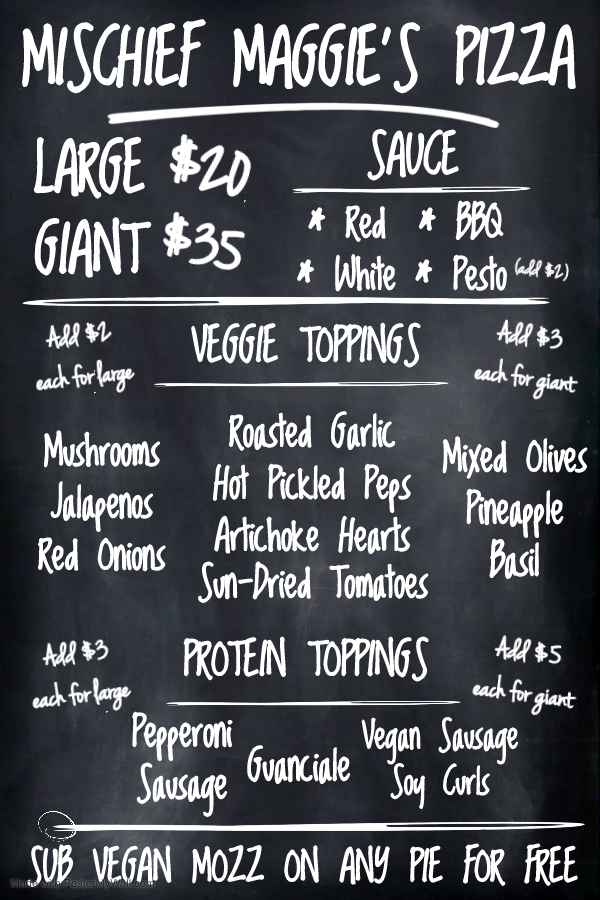 MISCHIEF MAGGIE'S PIZZA
LARGE $20
GIANT $35
SAUCE
* Red * BBQ
* White * Pesto (add $2)
Add $2
each for large
VEGGIE TOPPINGS
Add $3
each for giant
Mushrooms
Jalapenos
Red Onions
Roasted Garlic
Hot Pickled Peps
Artichoke Hearts
Sun-Dried Tomatoes
Mixed Olives
Pineapple
Basil
Add $3
each for large
PROTEIN TOPPINGS
Add $5
each for giant
Pepperoni
Sausage
Guanciale
Vegan Sausage
Soy Curls
SUB VEGAN MOZZ ON ANY PIE FOR FREE
Made with PosterMyWall.com